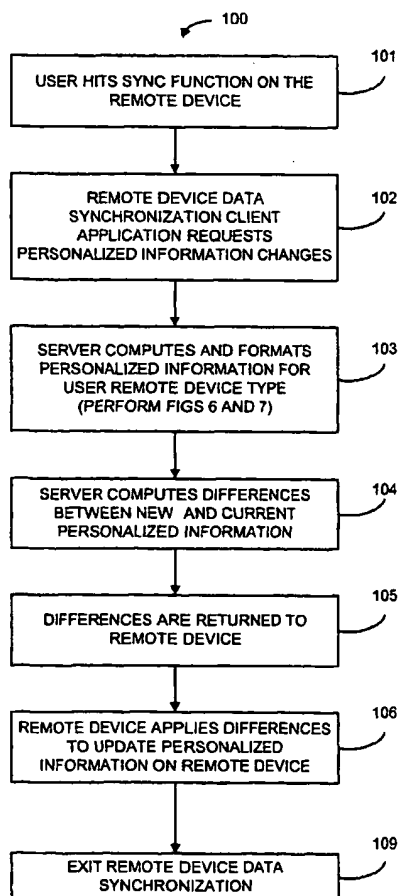 100
101
USER HITS SYNC FUNCTION ON THE
REMOTE DEVICE
102
REMOTE DEVICE DATA
SYNCHRONIZATION CLIENT
APPLICATION REQUESTS
PERSONALIZED INFORMATION CHANGES
103
SERVER COMPUTES AND FORMATS
PERSONALIZED INFORMATION FOR
USER REMOTE DEVICE TYPE
(PERFORM FIGS 6 AND 7)
104
SERVER COMPUTES DIFFERENCES
BETWEEN NEW AND CURRENT
PERSONALIZED INFORMATION
105
DIFFERENCES ARE RETURNED TO
REMOTE DEVICE
106
REMOTE DEVICE APPLIES DIFFERENCES
TO UPDATE PERSONALIZED
INFORMATION ON REMOTE DEVICE
109
EXIT REMOTE DEVICE DATA
SYNCHRONIZATION